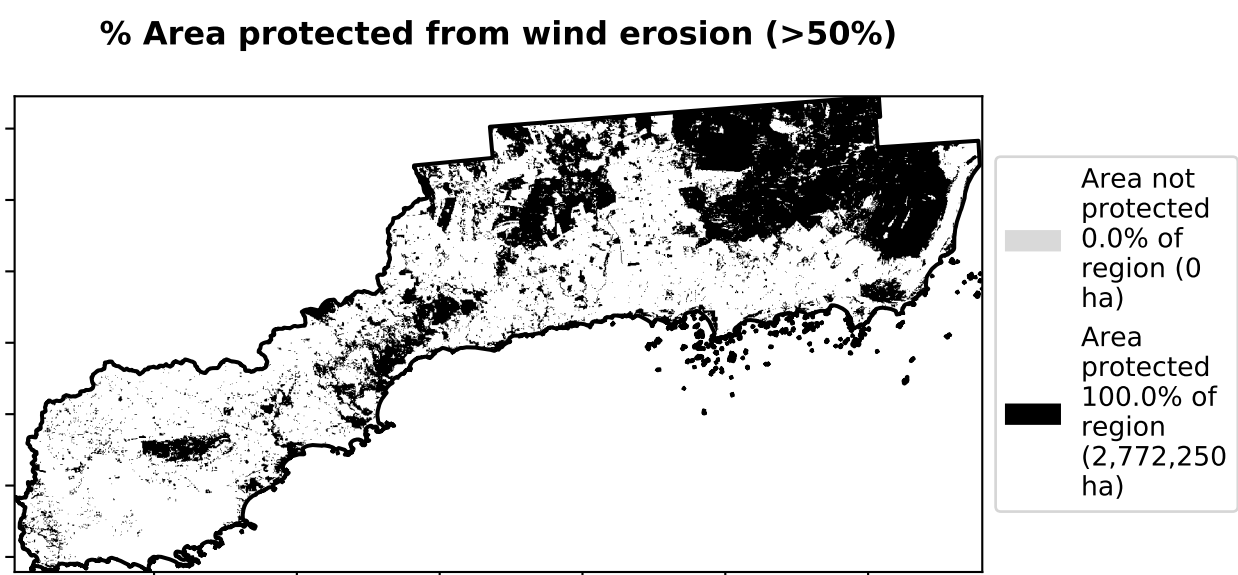 % Area protected from wind erosion (>50%)
Area not
protected
0.0% of
region (0
ha)
Area
protected
100.0% of
region
(2,772,250
ha)